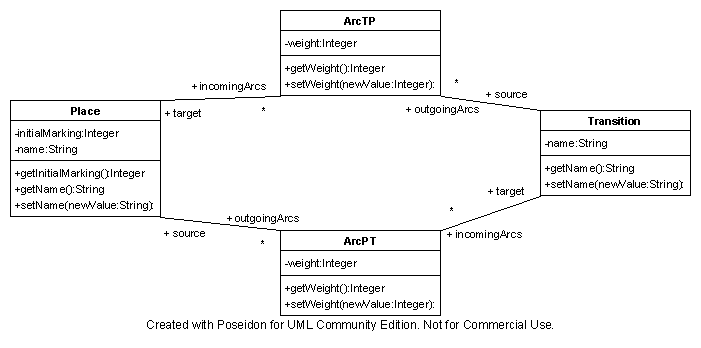 ArcTP
-weight:Integer
+getWeight():Integer
+setWeight(newValue:Integer):
+ incomingArcs
*
+ source
*
+ outgoingArcs
Place
+ target
-initialMarking:Integer
-name:String
+getInitialMarking():Integer
+getName():String
+setName(newValue:String):
Transition
-name:String
+getName():String
+setName(newValue:String):
+ target
*
+ outgoingArcs
+ source
*
+ incomingArcs
ArcPT
-weight:Integer
+getWeight():Integer
+setWeight(newValue:Integer):
Created with Poseidon for UML Community Edition. Not for Commercial Use.